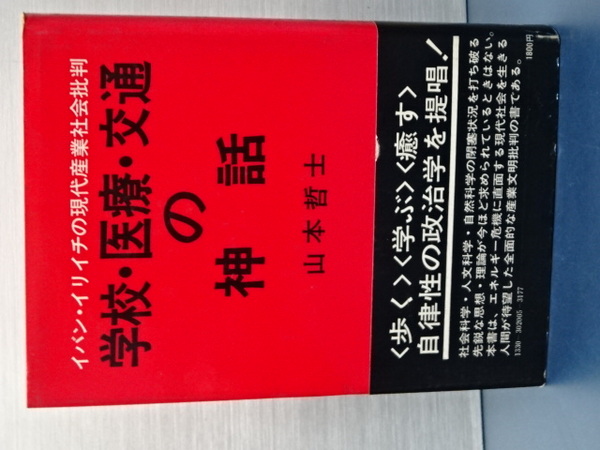 イバン・イリイチの現代産業社会批判
学校・医療・交通
の
神話
山本哲士
〈歩く〉〈学ぶ〉〈癒す〉
自律性の政治学を提唱！
社会科学・人文科学・自然科学の閉塞状況を打ち破る
先鋭な思想・理論が今ほど求められているときはない。
本書は、エネルギー危機に直面する現代社会を生きる
人間が待望した全面的な産業文明批判の書である。
1330 302005 3177
1800円